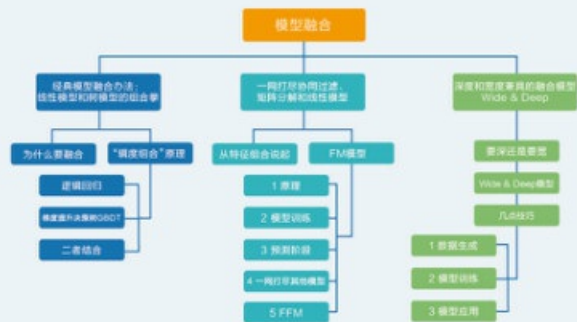 模型融合
经典模型融合办法:
线性模型和树模型的组合拳
一网打尽协同过滤、
矩阵分解和线性模型
深度和宽度兼具的融合模型
Wide & Deep
为什么要融合
“辑度组合”原理
从特征组合说起
FM模型
要深还是要宽
逻辑回归
1 原理
Wide & Deep模型
梯度提升决策树GBDT
2 模型训练
几点技巧
二者结合
3 预测阶段
1 数据生成
4 一网打尽其他模型
2 模型训练
5 FFM
3 模型应用